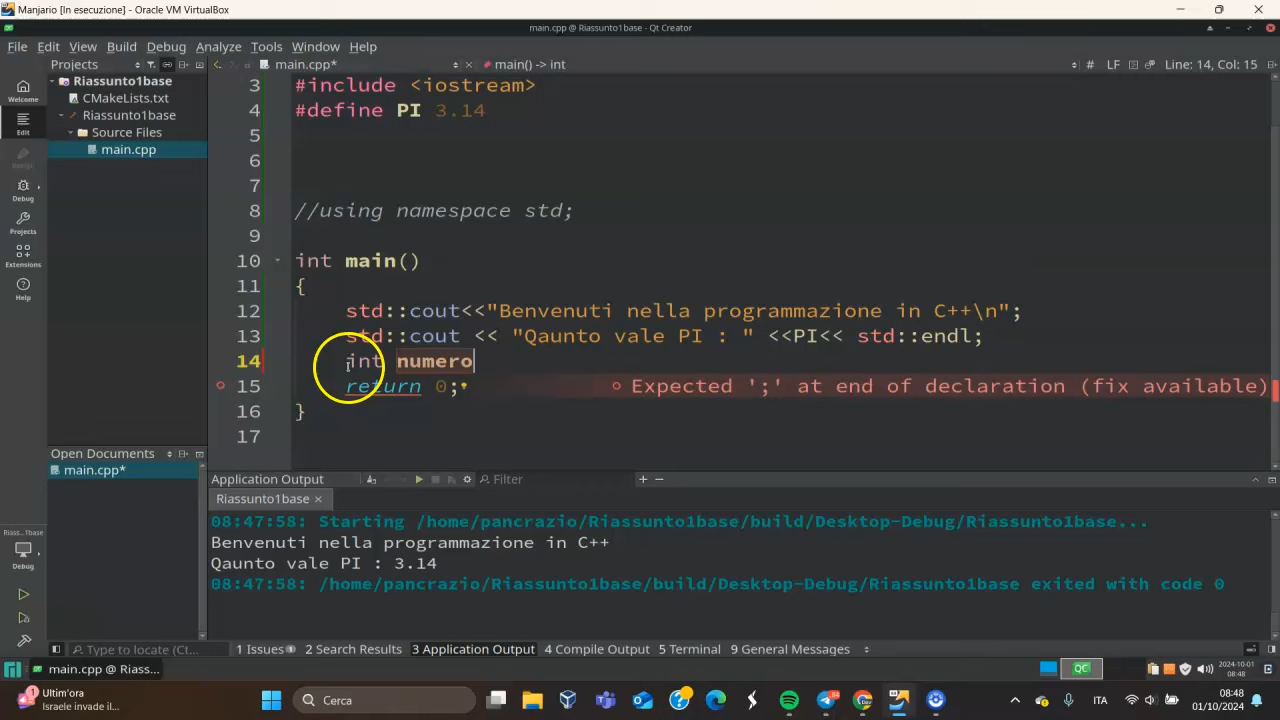 Manjario [In esecuzione] - Oracle VM VirtualBox
main.cpp @ Riassunto1base - Qt Creator
File Edit View Build Debug Analyze Tools Window Help
Projects
main.cpp* main() -> int # LF Line: 14, Col: 15
Welcome
Edit
Design
Debug
Projects
Extensions
Help
Riassunto1base
CMakeLists.txt
Riassunto1base
Source Files
main.cpp
3 #include <iostream>
4 #define PI 3.14
5
6
7
8 //using namespace std;
9
10 int main()
11 {
12 std::cout<<"Benvenuti nella programmazione in C++\n";
13 std::cout << "Qaunto vale PI : " <<PI<< std::endl;
14 int numero
15 return 0; Expected ';' at end of declaration (fix available)
16 }
17
Open Documents
main.cpp*
Riass...1base
Debug
Application Output Filter + −
Riassunto1base
08:47:58: Starting /home/pancrazio/Riassunto1base/build/Desktop-Debug/Riassunto1base...
Benvenuti nella programmazione in C++
Qaunto vale PI : 3.14
08:47:58: /home/pancrazio/Riassunto1base/build/Desktop-Debug/Riassunto1base exited with code 0
Type to locate (Ct... 1 Issues 2 Search Results 3 Application Output 4 Compile Output 5 Terminal 9 General Messages
main.cpp @ Riass... QC 2024-10-01
08:48
1 Ultim'ora
Israele invade il...
Cerca
84
Dev
ITA
08:48
01/10/2024